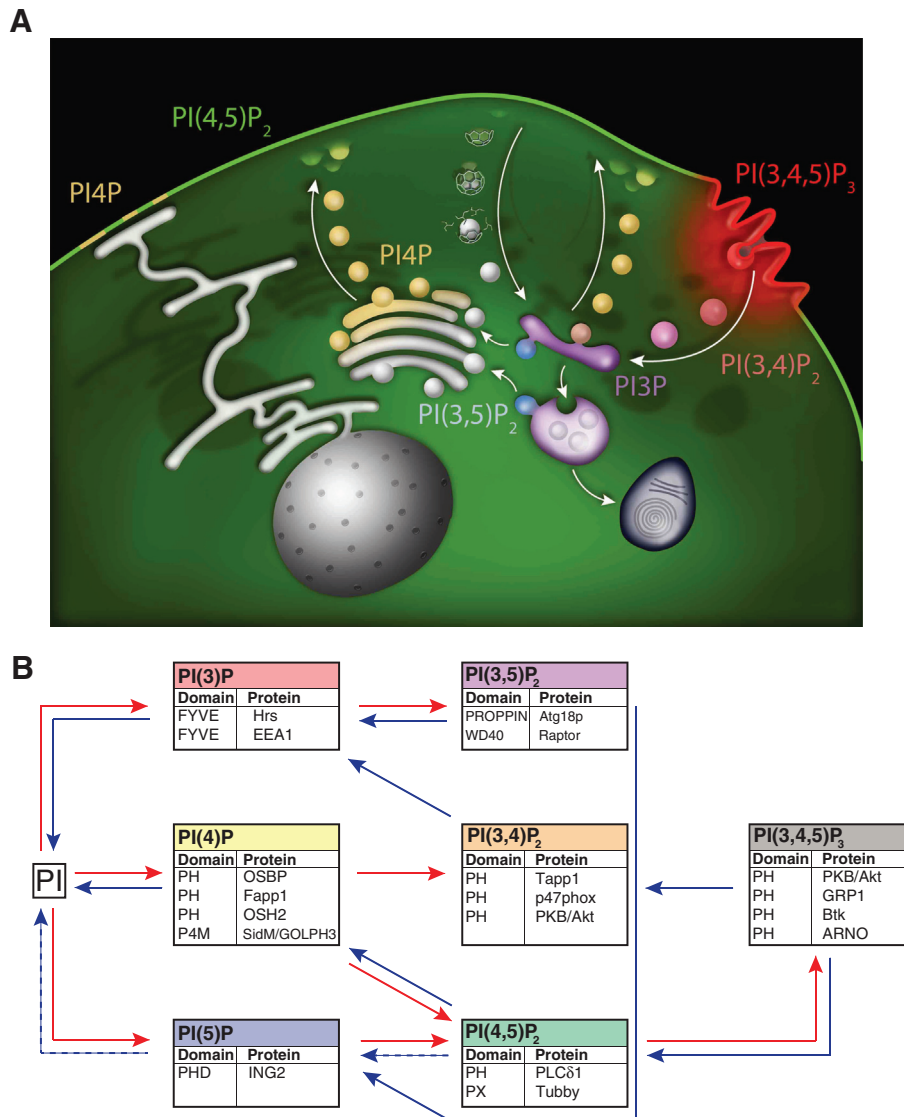 A
PI(4,5)P2
PI4P
PI(3,4,5)P3
PI4P
PI(3,4)P2
PI3P
PI(3,5)P2
B
PI(3)P
Domain Protein
FYVE Hrs
FYVE EEA1
PI(3,5)P2
Domain Protein
PROPPIN Atg18p
WD40 Raptor
PI
PI(4)P
Domain Protein
PH OSBP
PH Fapp1
PH OSH2
P4M SidM/GOLPH3
PI(3,4)P2
Domain Protein
PH Tapp1
PH p47phox
PH PKB/Akt
PI(3,4,5)P3
Domain Protein
PH PKB/Akt
PH GRP1
PH Btk
PH ARNO
PI(5)P
Domain Protein
PHD ING2
PI(4,5)P2
Domain Protein
PH PLCδ1
PX Tubby